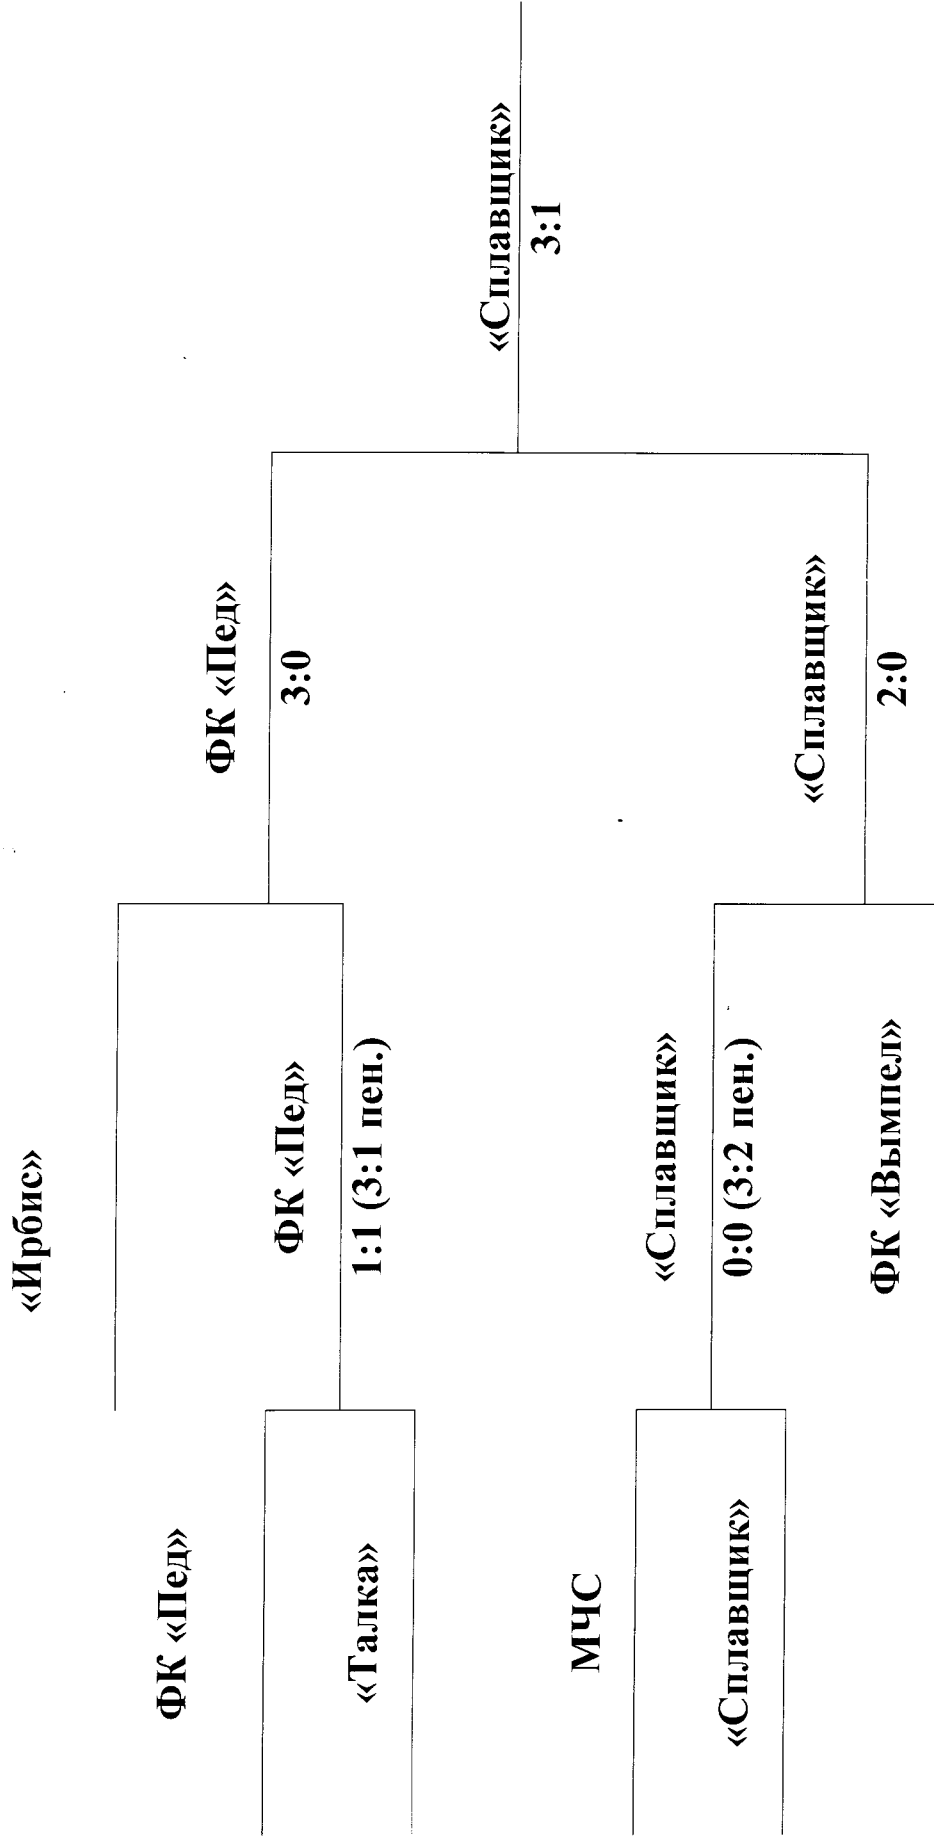 «Ирбис»
ФК «Пед»
ФК «Пед»
3:0
«Талка»
ФК «Пед»
1:1 (3:1 пен.)
«Сплавщик»
3:1
МЧС
«Сплавщик»
0:0 (3:2 пен.)
«Сплавщик»
«Сплавщик»
2:0
ФК «Вымпел»